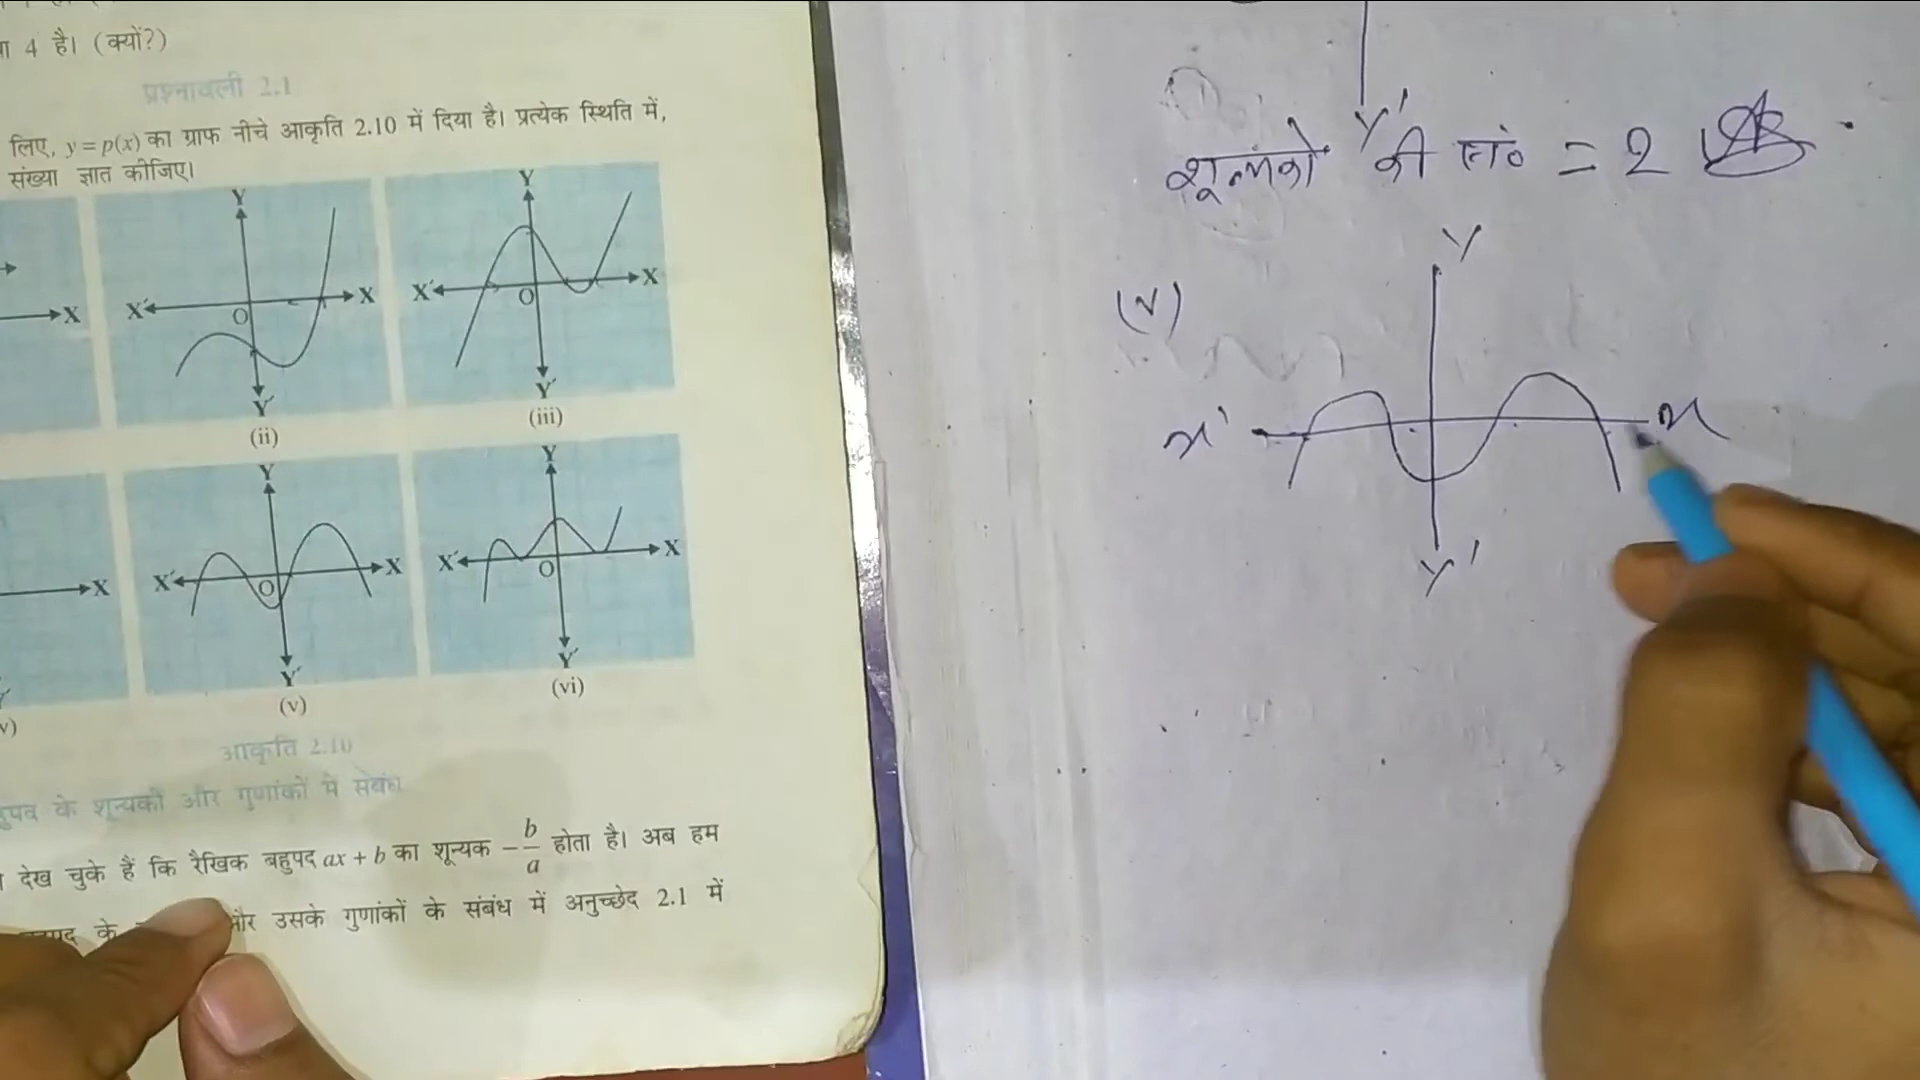 4 है। (क्यों?)
प्रश्नावली 2.1
लिए, y = p(x) का ग्राफ नीचे आकृति 2.10 में दिया है। प्रत्येक स्थिति में,
संख्या ज्ञात कीजिए।
X
Y
X′
X
O
Y′
(ii)
Y
X′
X
O
Y′
(iii)
X
Y
X′
X
O
Y′
(v)
Y
X′
X
O
Y′
(vi)
आकृति 2.10
के शून्यकों और गुणांकों में संबंध
देख चुके हैं कि रैखिक बहुपद ax + b का शून्यक −b/a होता है। अब हम
के और उसके गुणांकों के संबंध में अनुच्छेद 2.1 में
Y'
शून्यको की सं० = 2
(V)
Y
x'
x
Y'